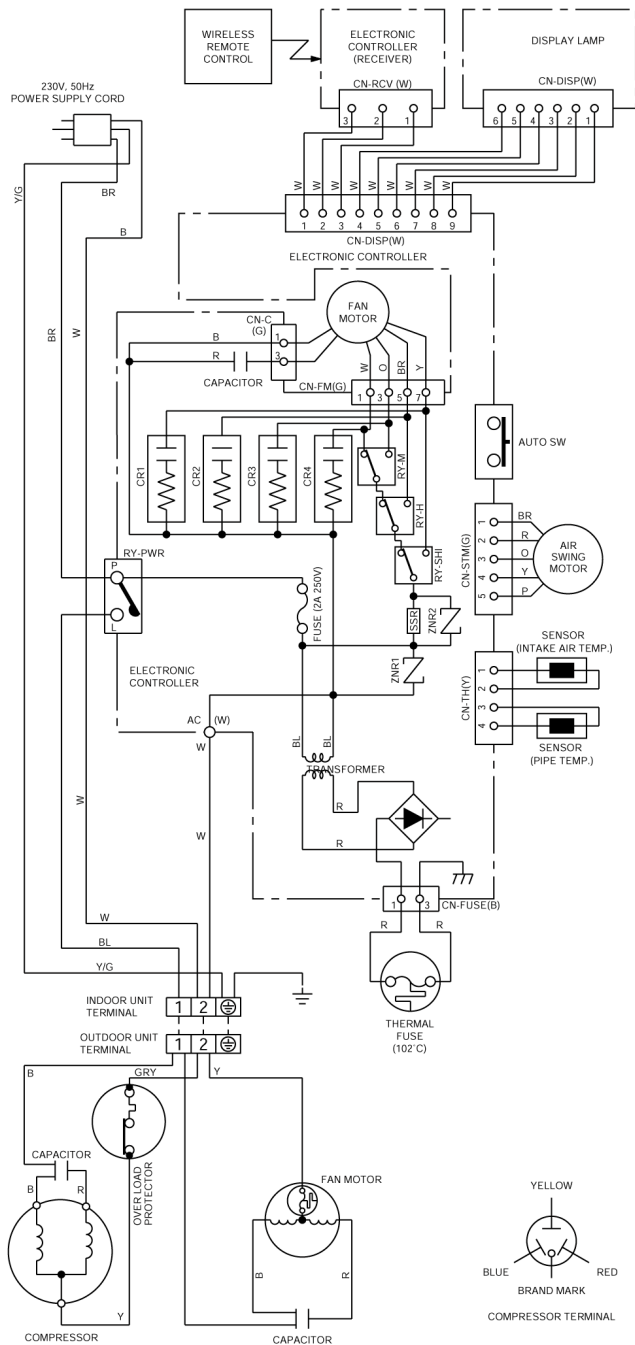 WIRELESS
REMOTE
CONTROL
ELECTRONIC
CONTROLLER
(RECEIVER)
DISPLAY LAMP
CN-RCV (W)
CN-DISP(W)
3 2 1
6 5 4 3 2 1
230V, 50Hz
POWER SUPPLY CORD
Y/G
BR
B
W W W W W W W W W
1 2 3 4 5 6 7 8 9
CN-DISP(W)
ELECTRONIC CONTROLLER
BR
W
FAN
MOTOR
CN-C
(G)
B
1
R
3
CAPACITOR
W O BR Y
CN-FM(G)
1 3 5 7
AUTO SW
CR1
CR2
CR3
CR4
RY-M
RY-H
RY-SHI
CN-STM(G)
1 BR
2 R
3 O
4 Y
5 P
AIR
SWING
MOTOR
RY-PWR
P
L
FUSE (2A 250V)
SSR
ZNR2
ZNR1
SENSOR
(INTAKE AIR TEMP.)
CN-TH(Y)
1
2
3
4
SENSOR
(PIPE TEMP.)
ELECTRONIC
CONTROLLER
AC (W)
W
BL
BL
TRANSFORMER
R
R
W
W
CN-FUSE(B)
1 3
R R
THERMAL
FUSE
(102°C)
W
BL
Y/G
INDOOR UNIT
TERMINAL
1 2
OUTDOOR UNIT
TERMINAL
1 2
B
GRY
Y
CAPACITOR
B R
OVER LOAD
PROTECTOR
Y
COMPRESSOR
FAN MOTOR
B
R
CAPACITOR
YELLOW
BLUE
RED
BRAND MARK
COMPRESSOR TERMINAL